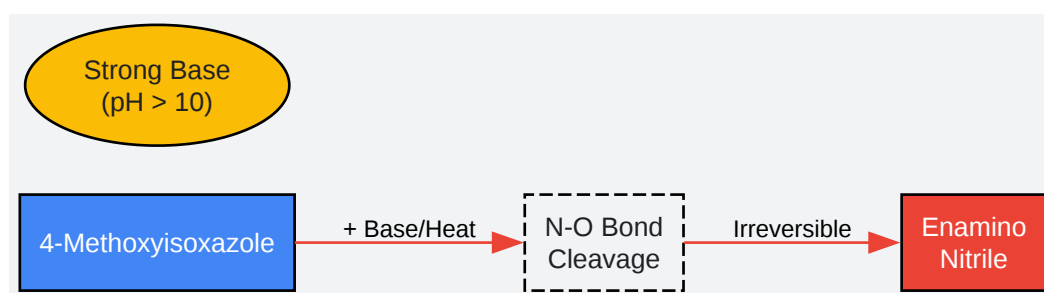 Strong Base
(pH > 10)
4-Methoxyisoxazole
+ Base/Heat
N-O Bond
Cleavage
Irreversible
Enamino
Nitrile